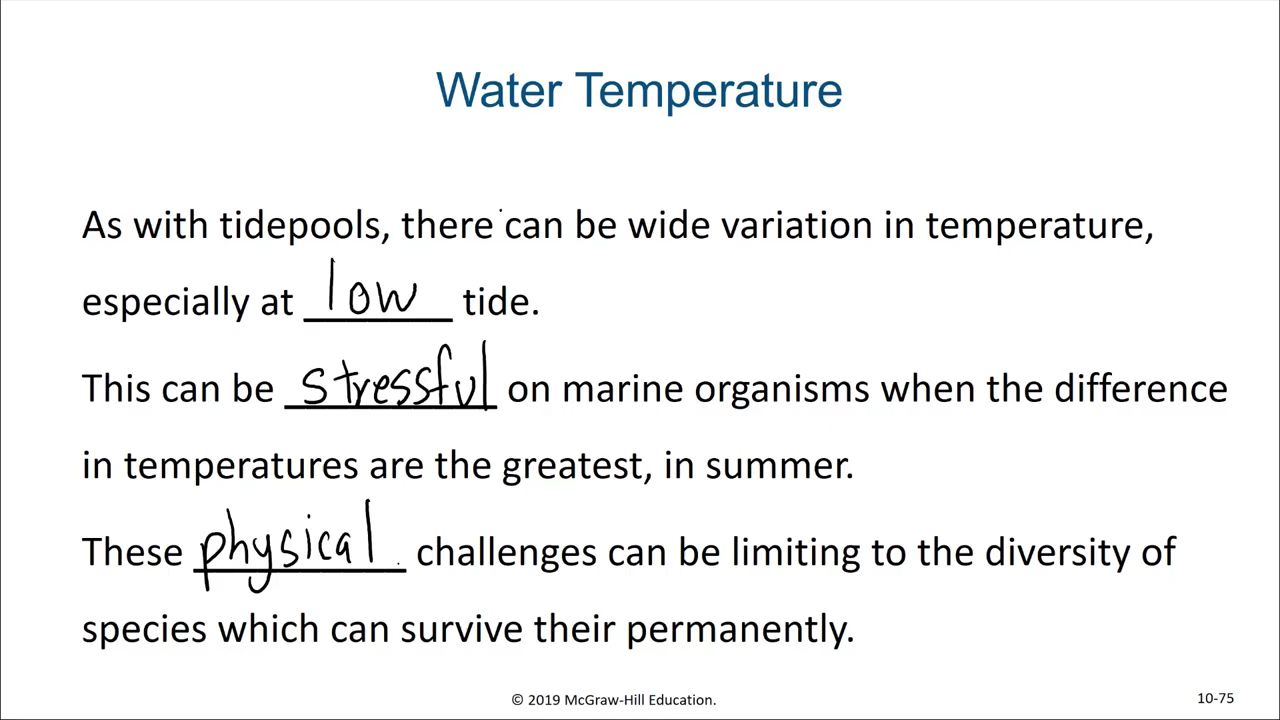 Water Temperature
As with tidepools, there can be wide variation in temperature,
especially at low tide.
This can be stressful on marine organisms when the difference
in temperatures are the greatest, in summer.
These physical challenges can be limiting to the diversity of
species which can survive their permanently.
© 2019 McGraw-Hill Education.
10-75